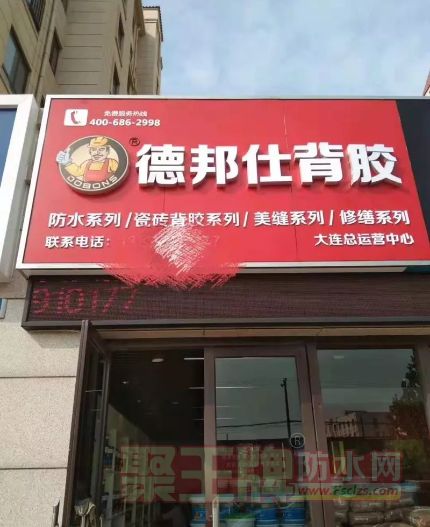 免费服务热线
400-686-2998
DOBONS
®
德邦仕背胶
防水系列/瓷砖背胶系列/美缝系列/修缮系列
联系电话：
大连总运营中心
910177
聚王牌®防水网
www.Fsclzs.com